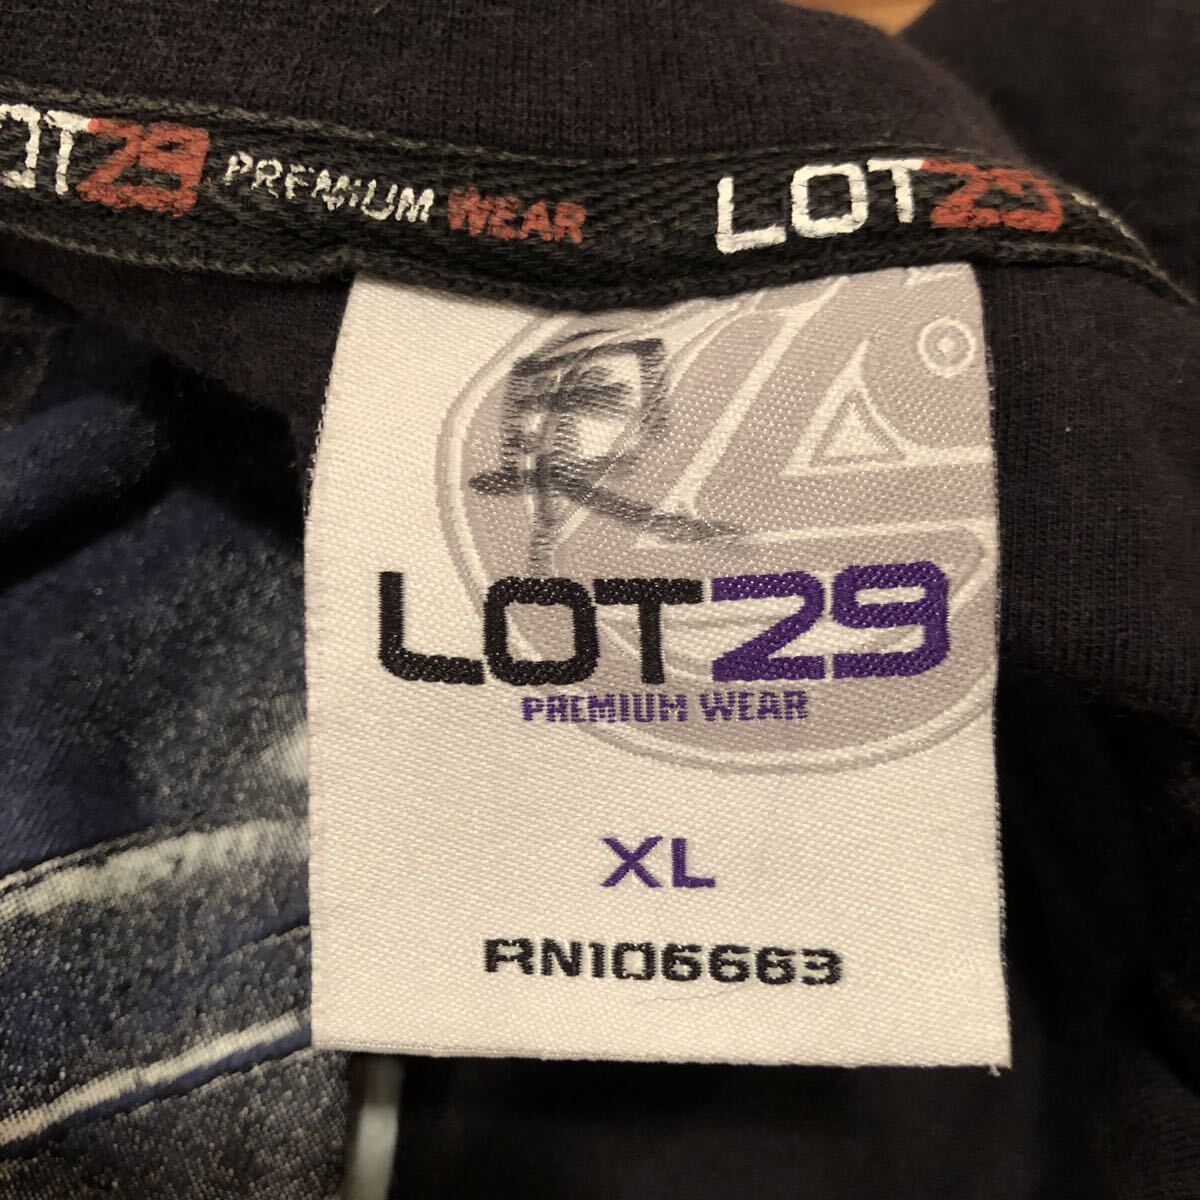 LOT29 PREMIUM WEAR LOT29
LOT29
PREMIUM WEAR
XL
RN106663